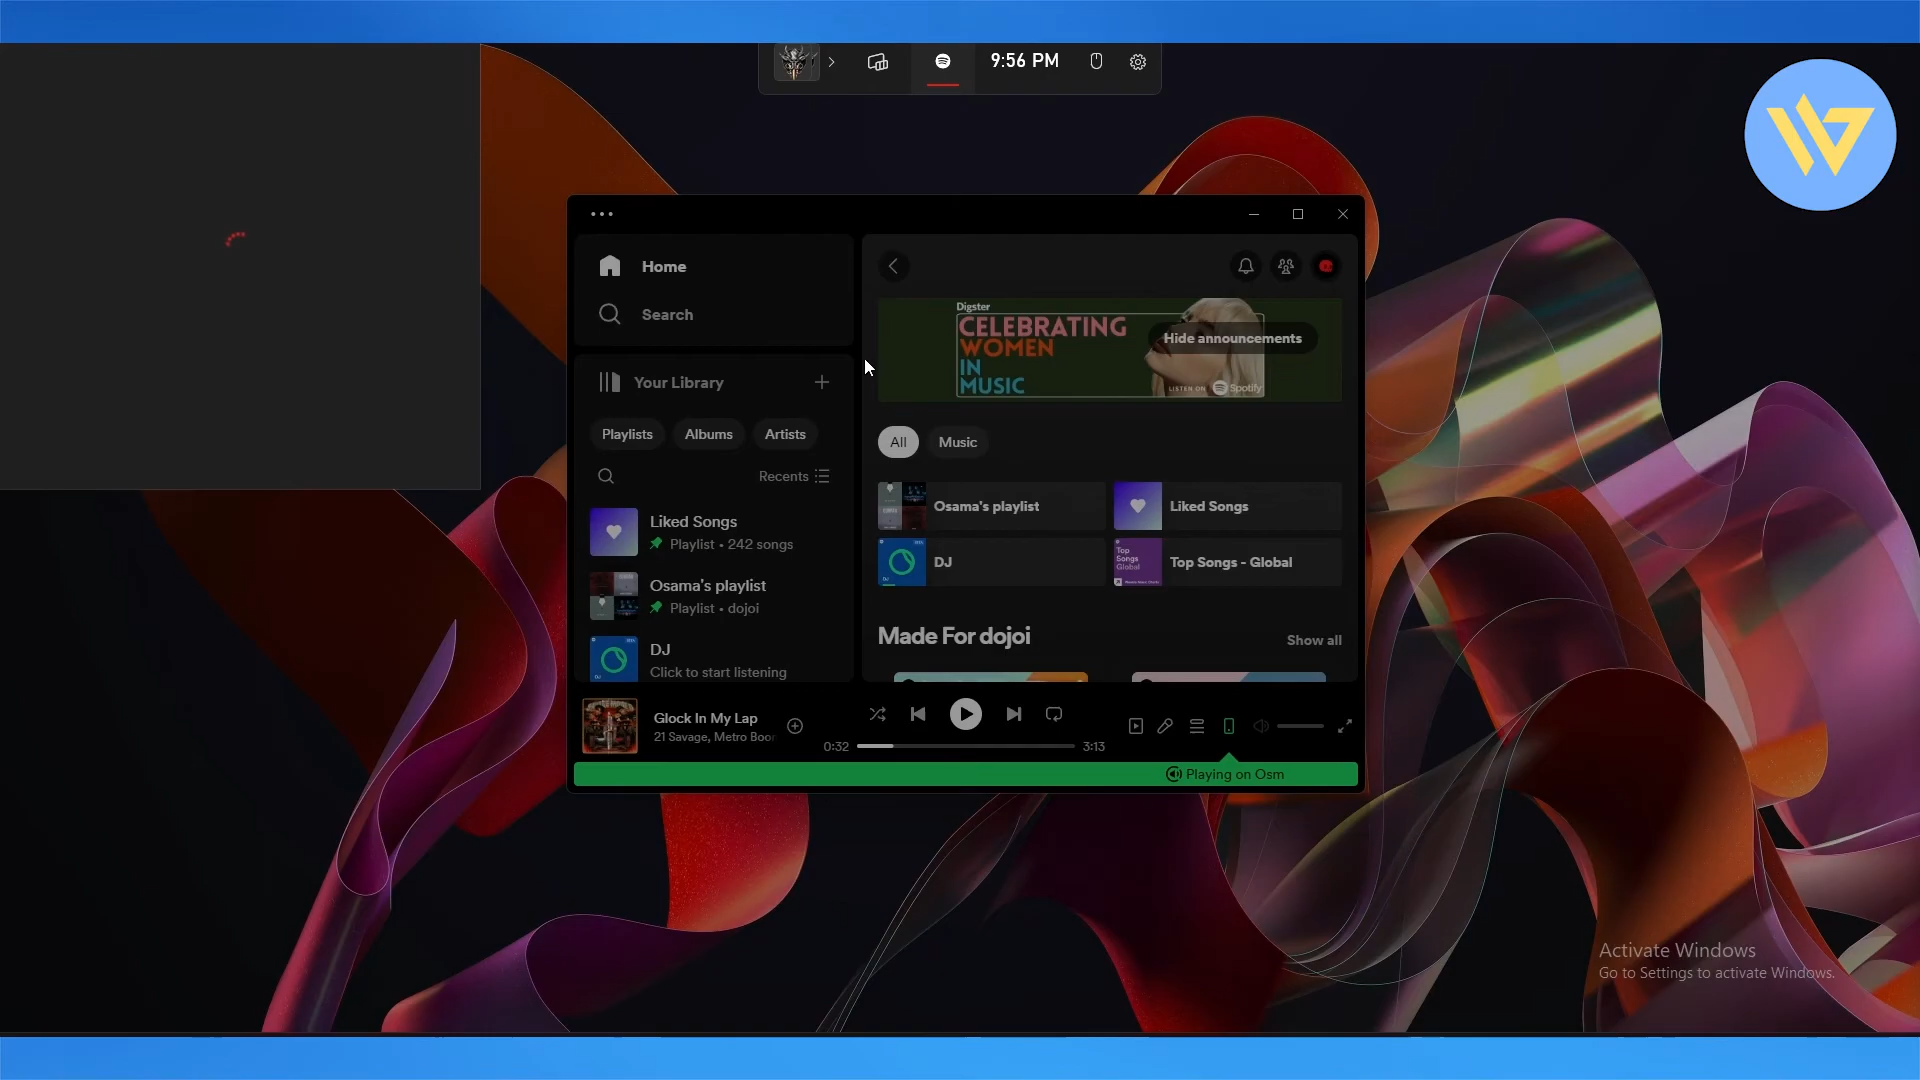 9:56 PM
Home
Search
Your Library
Playlists
Albums
Artists
Recents
Liked Songs
Playlist • 242 songs
Osama's playlist
Playlist • dojoi
DJ
Click to start listening
Digster
CELEBRATING
WOMEN
IN
MUSIC
Hide announcements
LISTEN ON Spotify
All
Music
Osama's playlist
Liked Songs
DJ
Top
Songs
Global
Top Songs - Global
Made For dojoi
Show all
Glock In My Lap
21 Savage, Metro Boor
0:32
3:13
Playing on Osm
Activate Windows
Go to Settings to activate Windows.